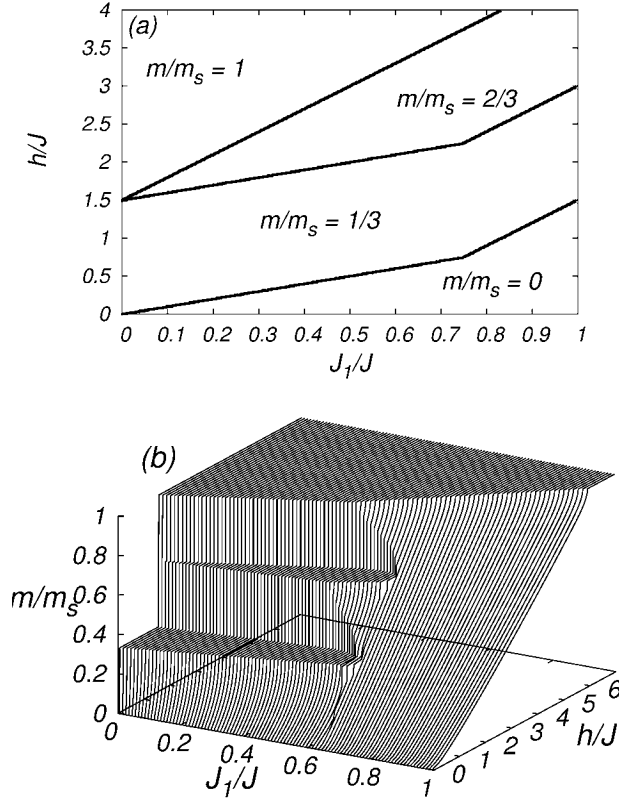 (a)
4
3.5
3
2.5
2
1.5
1
0.5
0
h/J
m/m_s = 1
m/m_s = 2/3
m/m_s = 1/3
m/m_s = 0
0 0.1 0.2 0.3 0.4 0.5 0.6 0.7 0.8 0.9 1
J_1/J
(b)
1
0.8
0.6
m/m_s
0.4
0.2
0
0 0.2 0.4 0.6 0.8 1
J_1/J
0 1 2 3 4 5 6
h/J